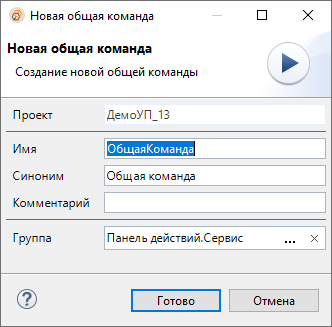 Новая общая команда
Новая общая команда
Создание новой общей команды
Проект ДемоУП_13
Имя ОбщаяКоманда
Синоним Общая команда
Комментарий
Группа Панель действий.Сервис ... ×
? Готово Отмена